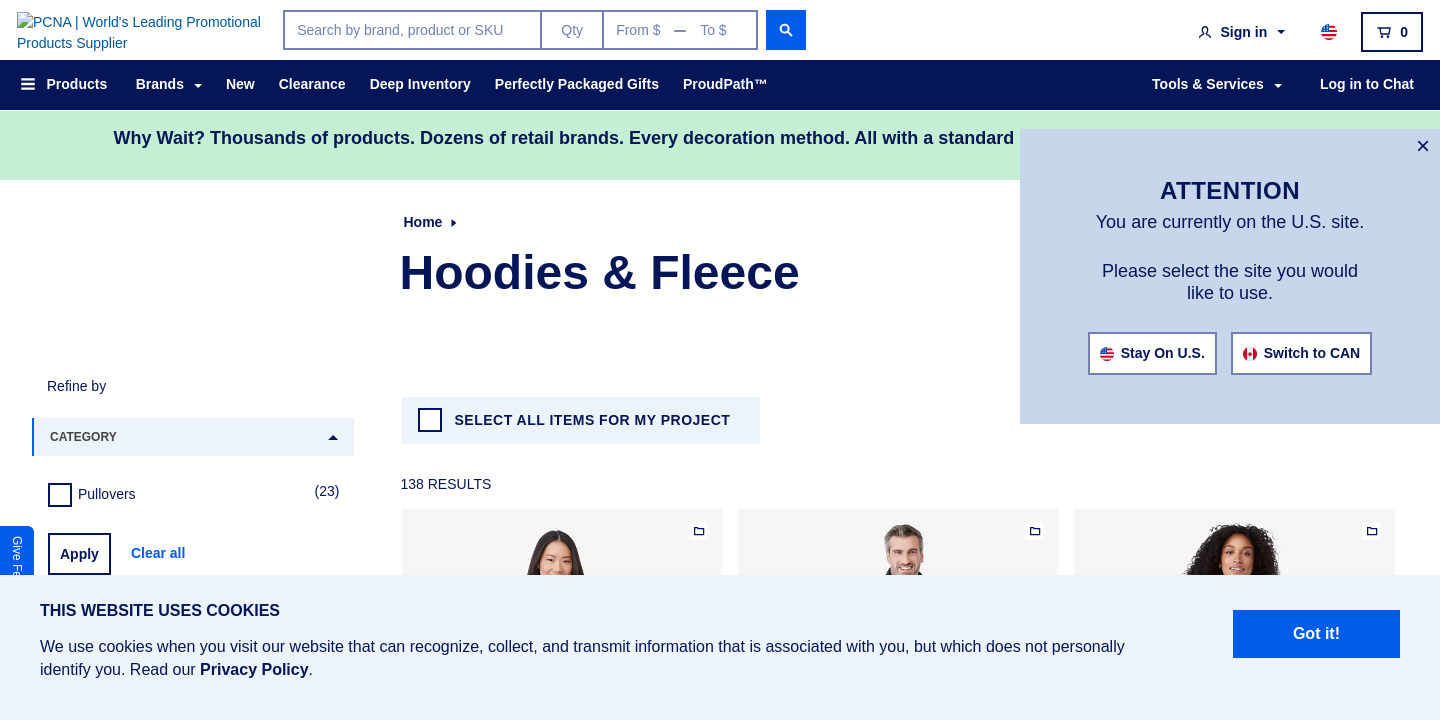 PCNA | World's Leading Promotional
Products Supplier
Search by brand, product or SKU
Qty
From $
To $
Sign in
0
Products
Brands
New
Clearance
Deep Inventory
Perfectly Packaged Gifts
ProudPath™
Tools & Services
Log in to Chat
Why Wait? Thousands of products. Dozens of retail brands. Every decoration method. All with a standard
ATTENTION
You are currently on the U.S. site.
Please select the site you would
like to use.
Stay On U.S.
Switch to CAN
Home
Hoodies & Fleece
Refine by
CATEGORY
Pullovers
(23)
Apply
Clear all
SELECT ALL ITEMS FOR MY PROJECT
138 RESULTS
Give
THIS WEBSITE USES COOKIES
We use cookies when you visit our website that can recognize, collect, and transmit information that is associated with you, but which does not personally
identify you. Read our Privacy Policy.
Got it!